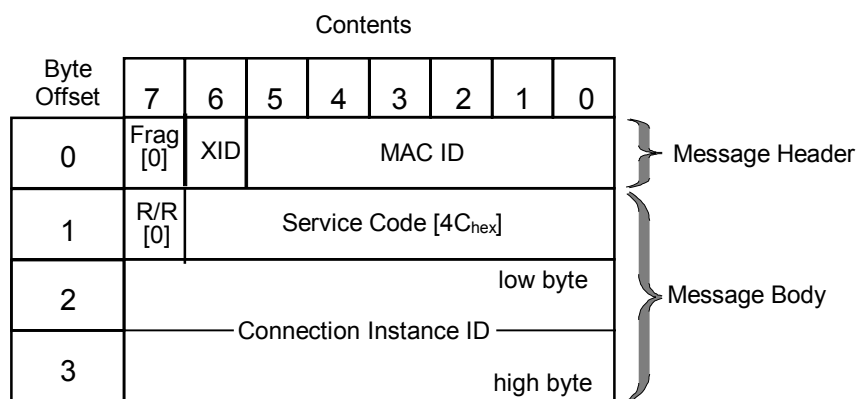 Contents
Byte Offset 7 6 5 4 3 2 1 0
0 Frag [0] XID MAC ID Message Header
1 R/R [0] Service Code [4Chex]
2 low byte
Connection Instance ID Message Body
3 high byte